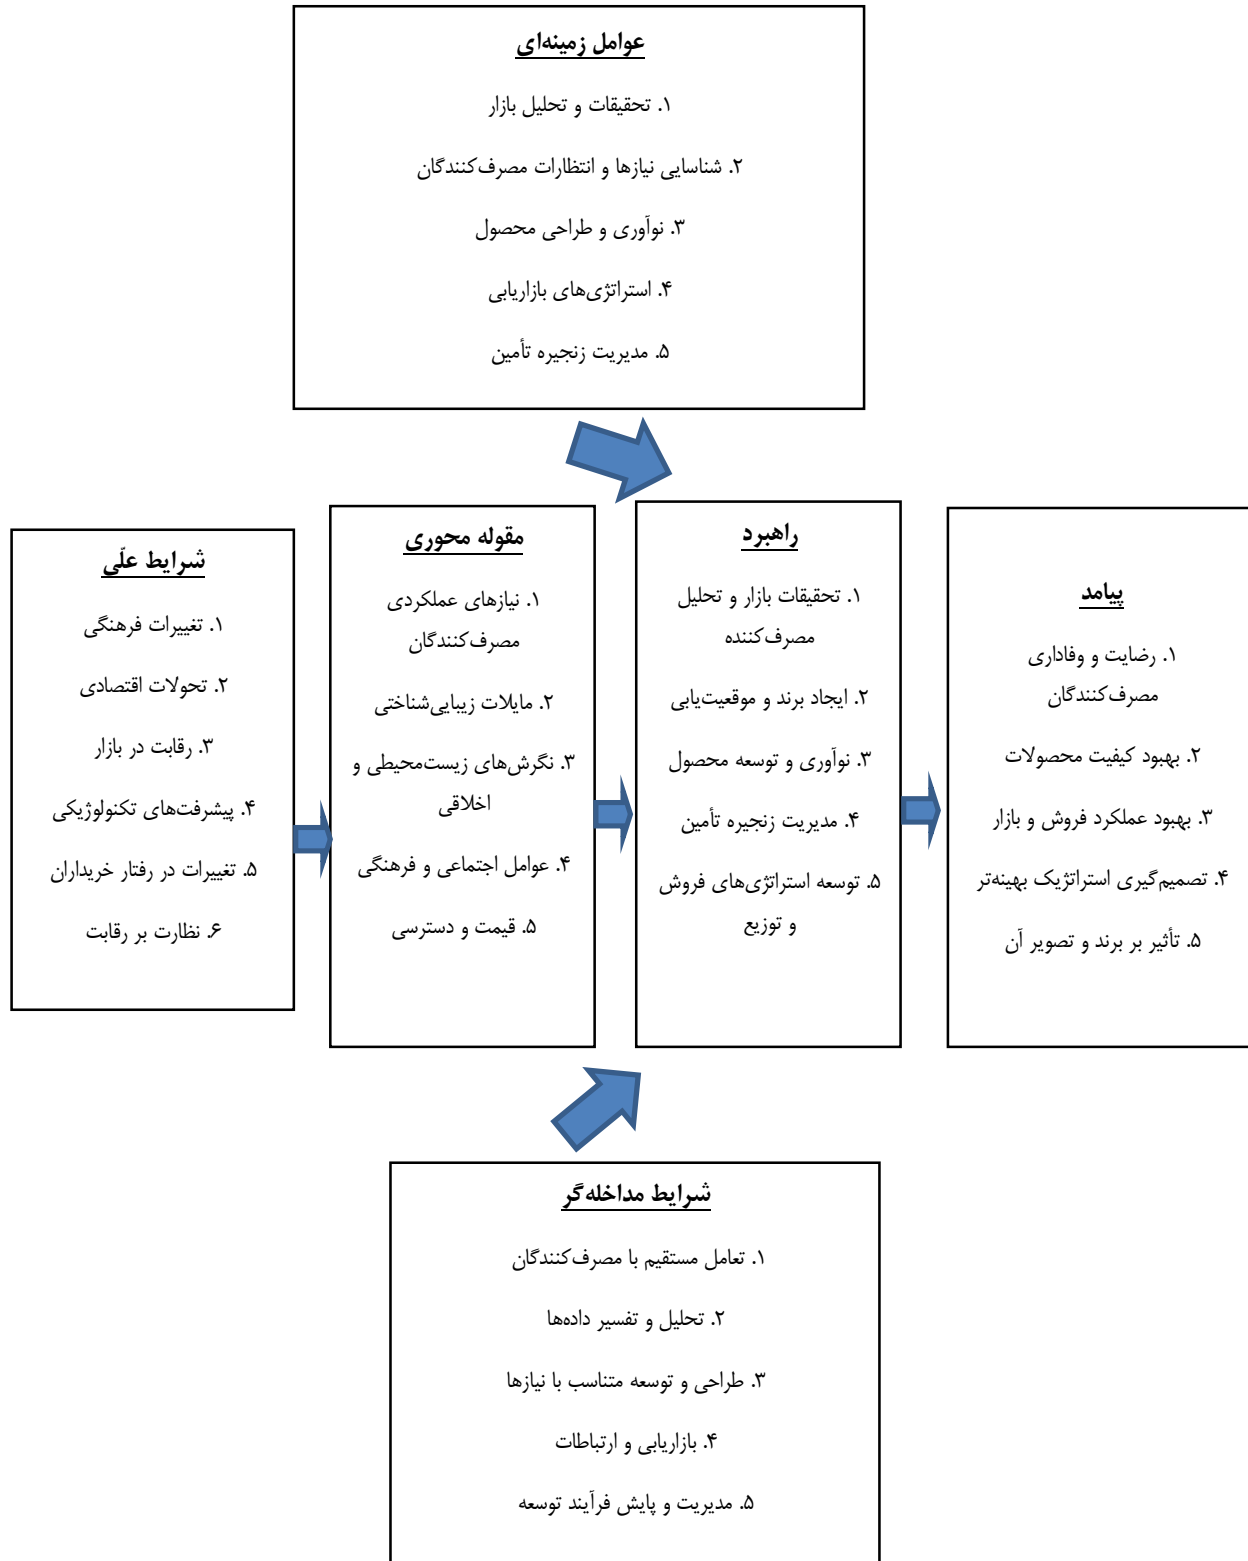 عوامل زمینه‌ای
۱. تحقیقات و تحلیل بازار
۲. شناسایی نیازها و انتظارات مصرف‌کنندگان
۳. نوآوری و طراحی محصول
۴. استراتژی‌های بازاریابی
۵. مدیریت زنجیره تأمین
شرایط علّی
۱. تغییرات فرهنگی
۲. تحولات اقتصادی
۳. رقابت در بازار
۴. پیشرفت‌های تکنولوژیکی
۵. تغییرات در رفتار خریداران
۶. نظارت بر رقابت
مقوله محوری
۱. نیازهای عملکردی
مصرف‌کنندگان
۲. مایلات زیبایی‌شناختی
۳. نگرش‌های زیست‌محیطی و
اخلاقی
۴. عوامل اجتماعی و فرهنگی
۵. قیمت و دسترسی
راهبرد
۱. تحقیقات بازار و تحلیل
مصرف‌کننده
۲. ایجاد برند و موقعیت‌یابی
۳. نوآوری و توسعه محصول
۴. مدیریت زنجیره تأمین
۵. توسعه استراتژی‌های فروش
و توزیع
پیامد
۱. رضایت و وفاداری
مصرف‌کنندگان
۲. بهبود کیفیت محصولات
۳. بهبود عملکرد فروش و بازار
۴. تصمیم‌گیری استراتژیک بهینه‌تر
۵. تأثیر بر برند و تصویر آن
شرایط مداخله‌گر
۱. تعامل مستقیم با مصرف‌کنندگان
۲. تحلیل و تفسیر داده‌ها
۳. طراحی و توسعه متناسب با نیازها
۴. بازاریابی و ارتباطات
۵. مدیریت و پایش فرآیند توسعه